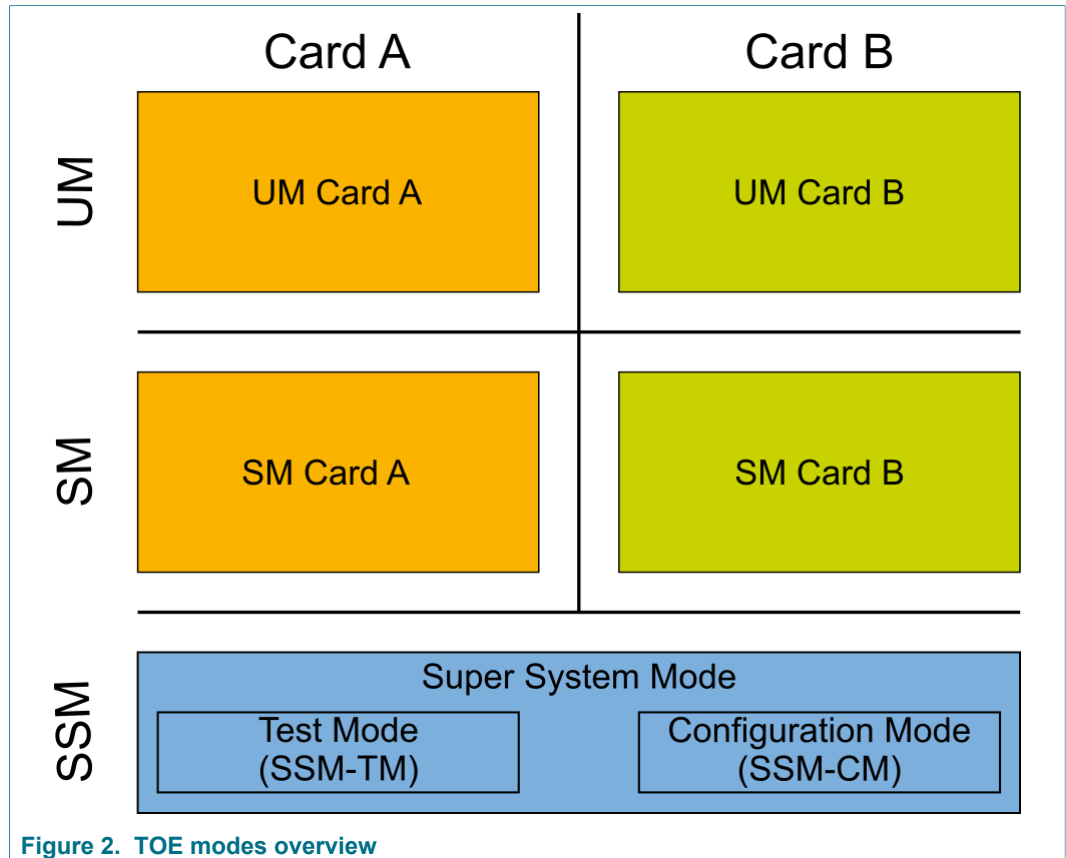 Card A
Card B
UM
UM Card A
UM Card B
SM
SM Card A
SM Card B
SSM
Super System Mode
Test Mode
(SSM-TM)
Configuration Mode
(SSM-CM)
Figure 2. TOE modes overview